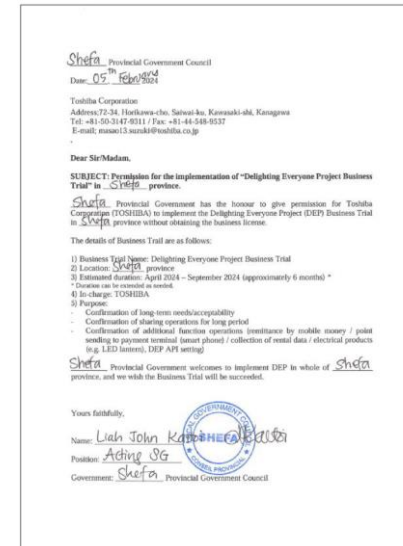 Shefa Provincial Government Council
Date: 05th February 2024
Toshiba Corporation
Address;72-34, Horikawa-cho, Saiwai-ku, Kawasaki-shi, Kanagawa
Tel: +81-50-3147-9311 / Fax: +81-44-548-9537
E-mail; masao13.suzuki@toshiba.co.jp
Dear Sir/Madam,
SUBJECT: Permission for the implementation of "Delighting Everyone Project Business
Trial" in Shefa province.
Shefa Provincial Government has the honour to give permission for Toshiba
Corporation (TOSHIBA) to implement the Delighting Everyone Project (DEP) Business Trial
in Shefa province without obtaining the business license.
The details of Business Trail are as follows:
1) Business Trial Name: Delighting Everyone Project Business Trial
2) Location: Shefa province
3) Estimated duration: April 2024 – September 2024 (approximately 6 months) *
* Duration can be extended as needed.
4) In-charge: TOSHIBA
5) Purpose:
- Confirmation of long-term needs/acceptability
- Confirmation of sharing operations for long period
- Confirmation of additional function operations (remittance by mobile money / point
sending to payment terminal (smart phone) / collection of rental data / electrical products
(e.g. LED lantern), DEP API setting)
Shefa Provincial Government welcomes to implement DEP in whole of Shefa
province, and we wish the Business Trial will be succeeded.
Yours faithfully,
Name: Liah John
SHEFA
CONSEIL PROVINCIAL
Position: Acting SG
Government: Shefa Provincial Government Council